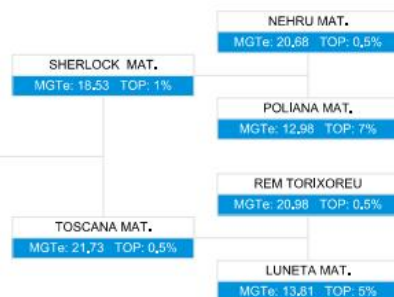 NEHRU MAT.
MGTe: 20,68 TOP: 0,5%
SHERLOCK MAT.
MGTe: 18,53 TOP: 1%
POLIANA MAT.
MGTe: 12,98 TOP: 7%
REM TORIXOREU
MGTe: 20,98 TOP: 0,5%
TOSCANA MAT.
MGTe: 21,73 TOP: 0,5%
LUNETA MAT.
MGTe: 13,81 TOP: 5%